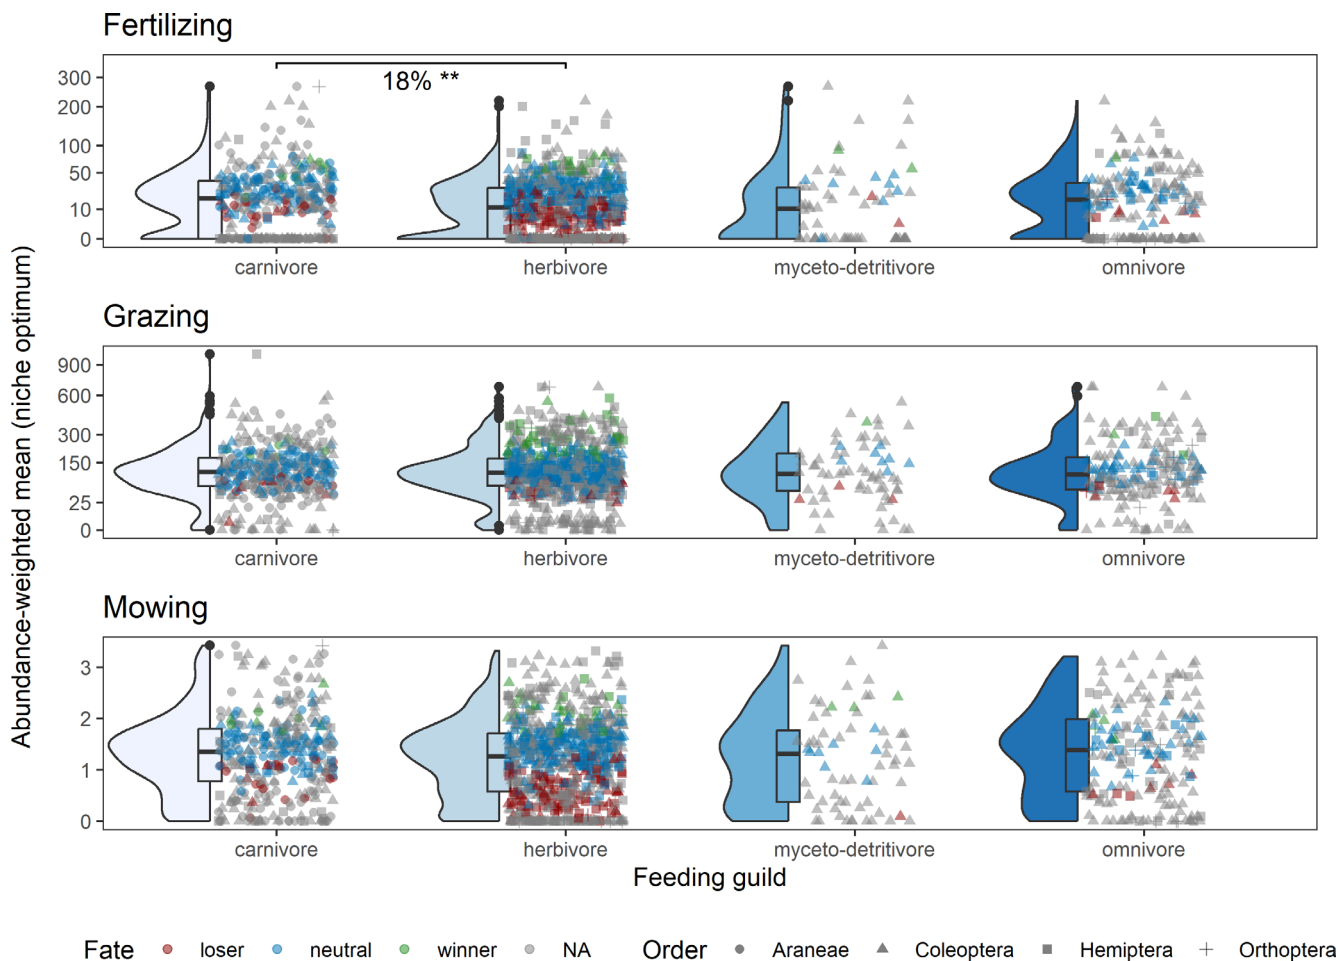 Fertilizing
300
200
100
50
10
0
18% **
carnivore herbivore myceto-detritivore omnivore
Grazing
900
600
300
150
25
0
carnivore herbivore myceto-detritivore omnivore
Mowing
3
2
1
0
carnivore herbivore myceto-detritivore omnivore
Abundance-weighted mean (niche optimum)
Feeding guild
Fate loser neutral winner NA Order Araneae Coleoptera Hemiptera Orthoptera